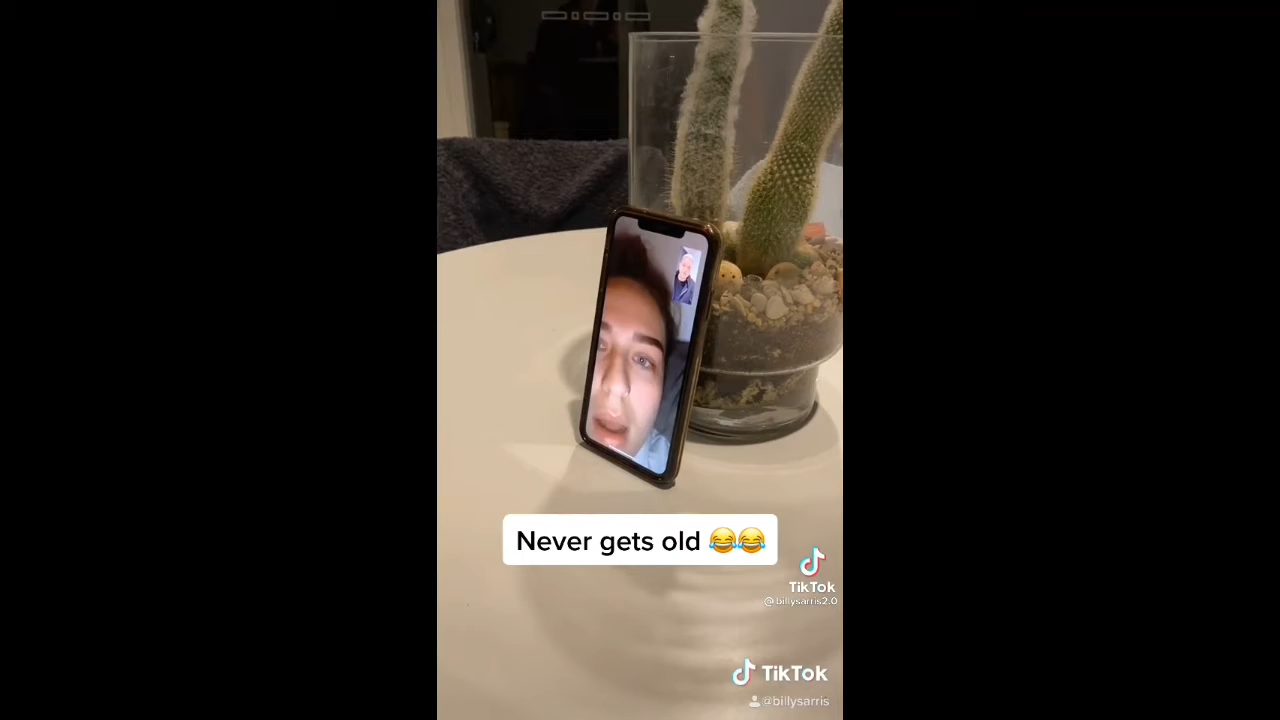 Never gets old 😂😂
TikTok
@billysarris2.0
TikTok
@billysarris